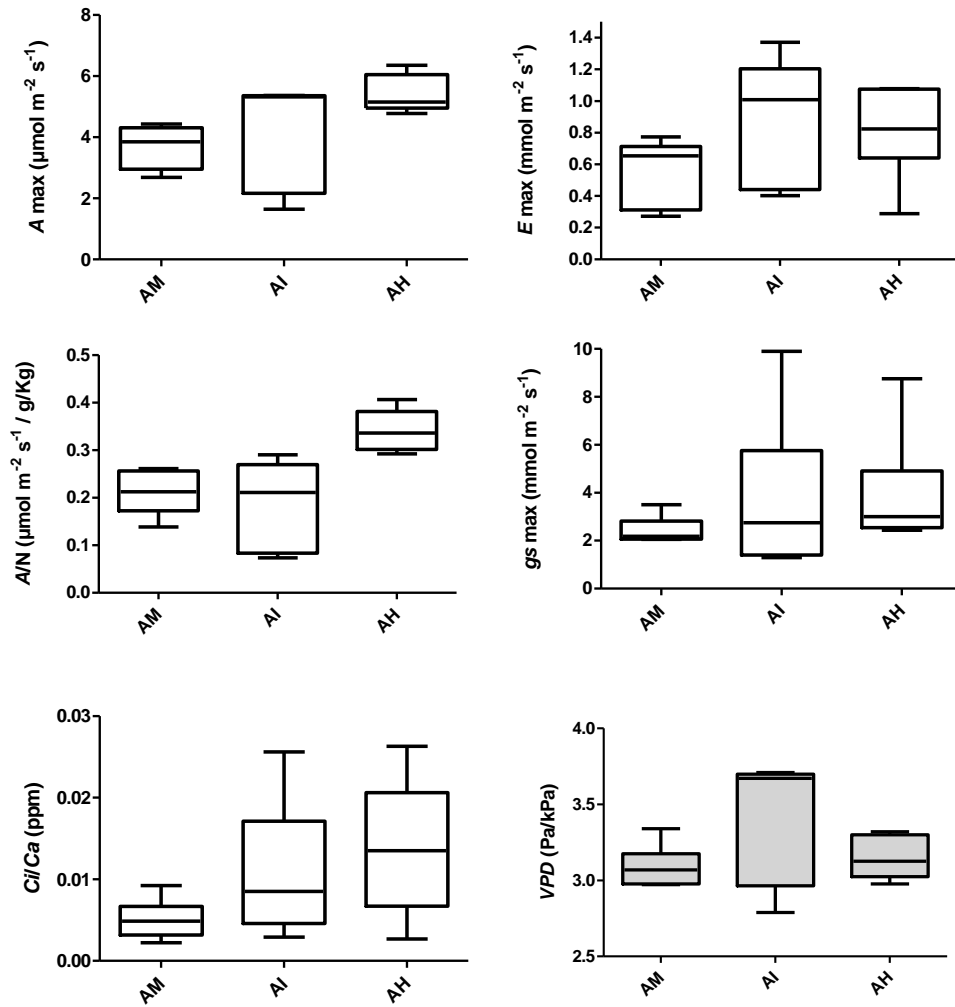 A max (µmol m⁻² s⁻¹)
8
6
4
2
0
AM
AI
AH
E max (mmol m⁻² s⁻¹)
1.4
1.2
1.0
0.8
0.6
0.4
0.2
0.0
AM
AI
AH
A/N (µmol m⁻² s⁻¹ / g/Kg)
0.5
0.4
0.3
0.2
0.1
0.0
AM
AI
AH
gs max (mmol m⁻² s⁻¹)
10
8
6
4
2
0
AM
AI
AH
Ci/Ca (ppm)
0.03
0.02
0.01
0.00
AM
AI
AH
VPD (Pa/kPa)
4.0
3.5
3.0
2.5
AM
AI
AH